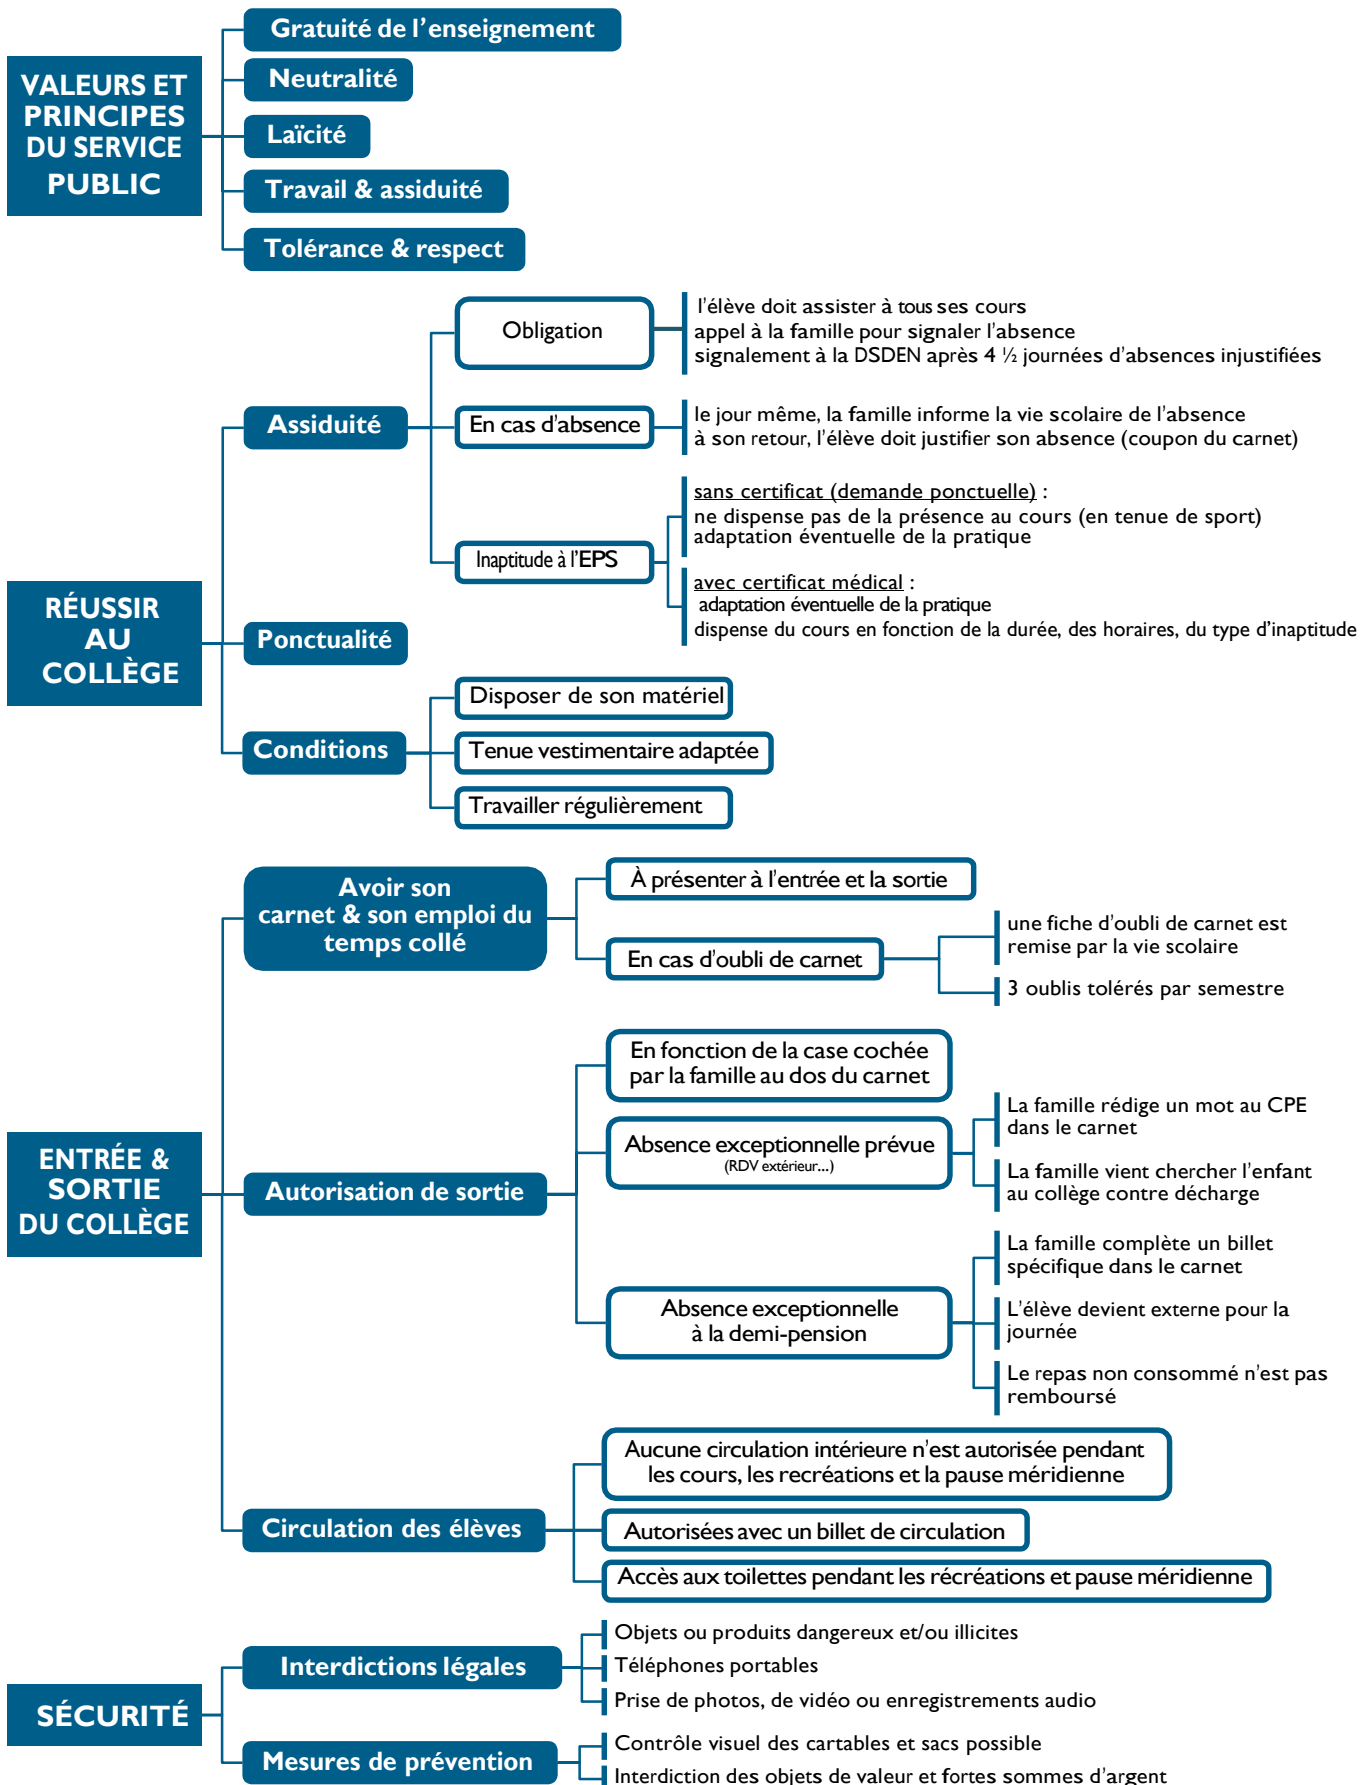 VALEURS ET
PRINCIPES
DU SERVICE
PUBLIC
Gratuité de l'enseignement
Neutralité
Laïcité
Travail & assiduité
Tolérance & respect
RÉUSSIR
AU
COLLÈGE
Assiduité
Obligation
l'élève doit assister à tous ses cours
appel à la famille pour signaler l'absence
signalement à la DSDEN après 4 ½ journées d'absences injustifiées
En cas d'absence
le jour même, la famille informe la vie scolaire de l'absence
à son retour, l'élève doit justifier son absence (coupon du carnet)
Inaptitude à l'EPS
sans certificat (demande ponctuelle) :
ne dispense pas de la présence au cours (en tenue de sport)
adaptation éventuelle de la pratique
avec certificat médical :
adaptation éventuelle de la pratique
dispense du cours en fonction de la durée, des horaires, du type d'inaptitude
Ponctualité
Conditions
Disposer de son matériel
Tenue vestimentaire adaptée
Travailler régulièrement
ENTRÉE &
SORTIE
DU COLLÈGE
Avoir son
carnet & son emploi du
temps collé
À présenter à l'entrée et la sortie
En cas d'oubli de carnet
une fiche d'oubli de carnet est
remise par la vie scolaire
3 oublis tolérés par semestre
Autorisation de sortie
En fonction de la case cochée
par la famille au dos du carnet
Absence exceptionnelle prévue
(RDV extérieur...)
La famille rédige un mot au CPE
dans le carnet
La famille vient chercher l'enfant
au collège contre décharge
Absence exceptionnelle
à la demi-pension
La famille complète un billet
spécifique dans le carnet
L'élève devient externe pour la
journée
Le repas non consommé n'est pas
remboursé
Circulation des élèves
Aucune circulation intérieure n'est autorisée pendant
les cours, les recréations et la pause méridienne
Autorisées avec un billet de circulation
Accès aux toilettes pendant les récréations et pause méridienne
SÉCURITÉ
Interdictions légales
Objets ou produits dangereux et/ou illicites
Téléphones portables
Prise de photos, de vidéo ou enregistrements audio
Mesures de prévention
Contrôle visuel des cartables et sacs possible
Interdiction des objets de valeur et fortes sommes d'argent